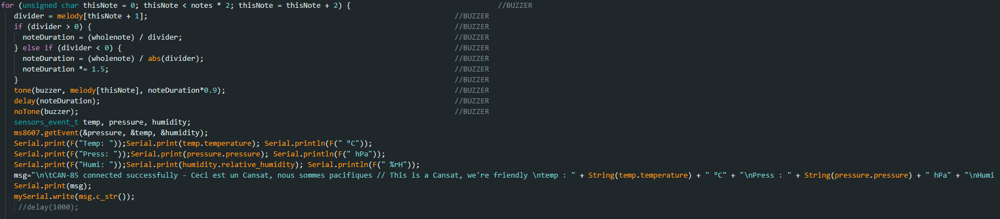 for (unsigned char thisNote = 0; thisNote < notes * 2; thisNote = thisNote + 2) { //BUZZER
divider = melody[thisNote + 1]; //BUZZER
if (divider > 0) { //BUZZER
noteDuration = (wholenote) / divider; //BUZZER
} else if (divider < 0) { //BUZZER
noteDuration = (wholenote) / abs(divider); //BUZZER
noteDuration *= 1.5; //BUZZER
} //BUZZER
tone(buzzer, melody[thisNote], noteDuration*0.9); //BUZZER
delay(noteDuration); //BUZZER
noTone(buzzer); //BUZZER
sensors_event_t temp, pressure, humidity;
ms8607.getEvent(&pressure, &temp, &humidity);
Serial.print(F("Temp: "));Serial.print(temp.temperature); Serial.println(F(" °C"));
Serial.print(F("Press: "));Serial.print(pressure.pressure); Serial.println(F(" hPa"));
Serial.print(F("Humi: "));Serial.print(humidity.relative_humidity); Serial.println(F(" %rH"));
msg="\n\tCAN-85 connected successfully - Ceci est un Cansat, nous sommes pacifiques // This is a Cansat, we're friendly \ntemp : " + String(temp.temperature) + " °C" + "\nPress : " + String(pressure.pressure) + " hPa" + "\nHumi
Serial.print(msg);
mySerial.write(msg.c_str());
//delay(1000);